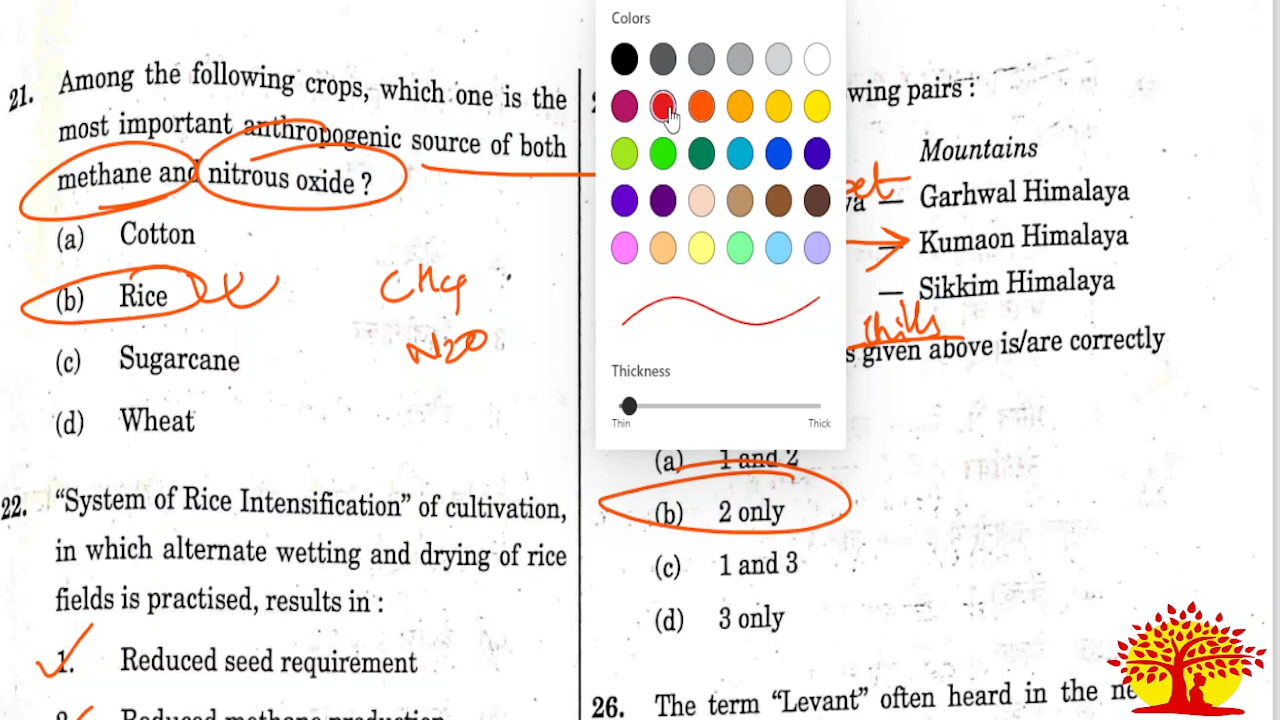 21. Among the following crops, which one is the
most important anthropogenic source of both
methane and nitrous oxide ?
(a) Cotton
(b) Rice
(c) Sugarcane
(d) Wheat
CH4
N2O
22. "System of Rice Intensification" of cultivation,
in which alternate wetting and drying of rice
fields is practised, results in :
1. Reduced seed requirement
Reduced methane production
Colors
Thickness
Thin Thick
wing pairs :
Mountains
— Garhwal Himalaya
— Kumaon Himalaya
— Sikkim Himalaya
given above is/are correctly
(a) 1 and 2
(b) 2 only
(c) 1 and 3
(d) 3 only
26. The term "Levant" often heard in the ne